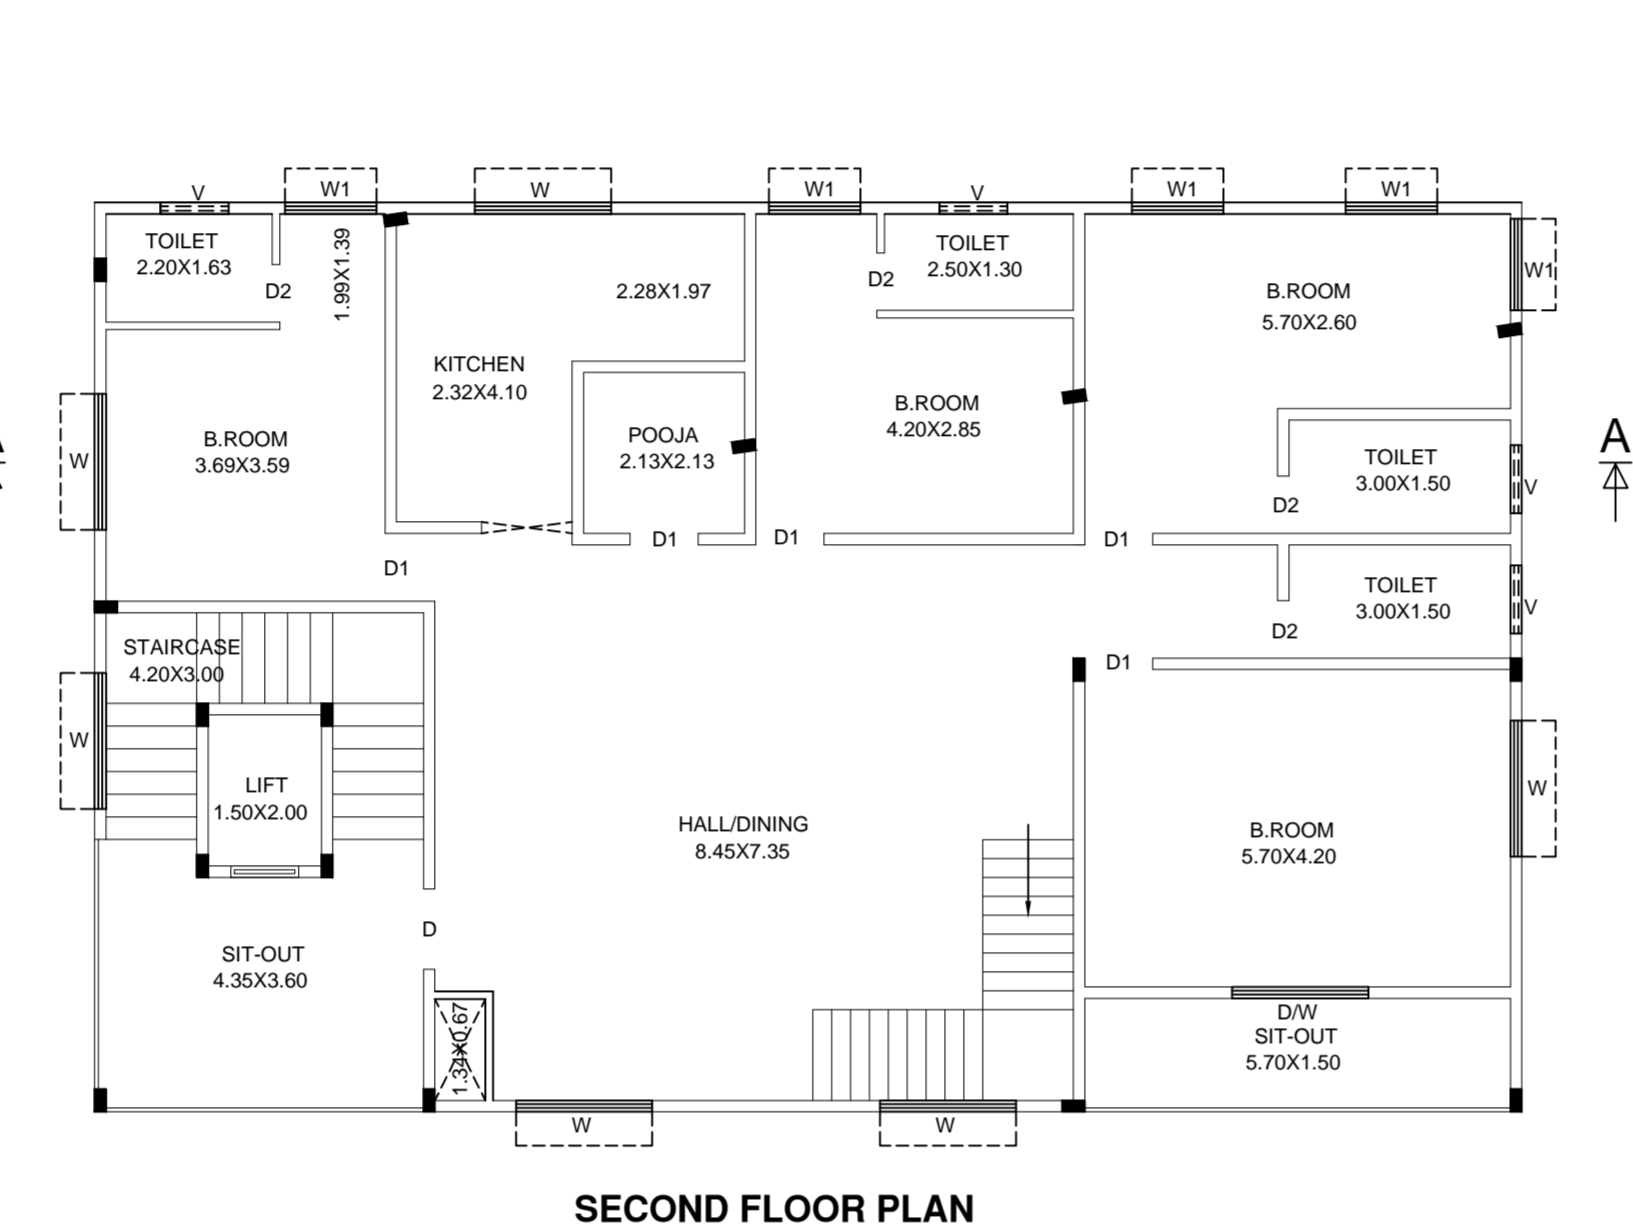 V
W1
W
W1
V
W1
W1
TOILET
2.20X1.63
D2
1.99X1.39
2.28X1.97
D2
TOILET
2.50X1.30
B.ROOM
5.70X2.60
W1
KITCHEN
2.32X4.10
B.ROOM
3.69X3.59
W
POOJA
2.13X2.13
B.ROOM
4.20X2.85
TOILET
3.00X1.50
V
D2
A
D1
D1
D1
D1
TOILET
3.00X1.50
V
D2
D1
STAIRCASE
4.20X3.00
W
LIFT
1.50X2.00
HALL/DINING
8.45X7.35
B.ROOM
5.70X4.20
W
D
SIT-OUT
4.35X3.60
1.34X0.67
D/W
SIT-OUT
5.70X1.50
W
W
SECOND FLOOR PLAN